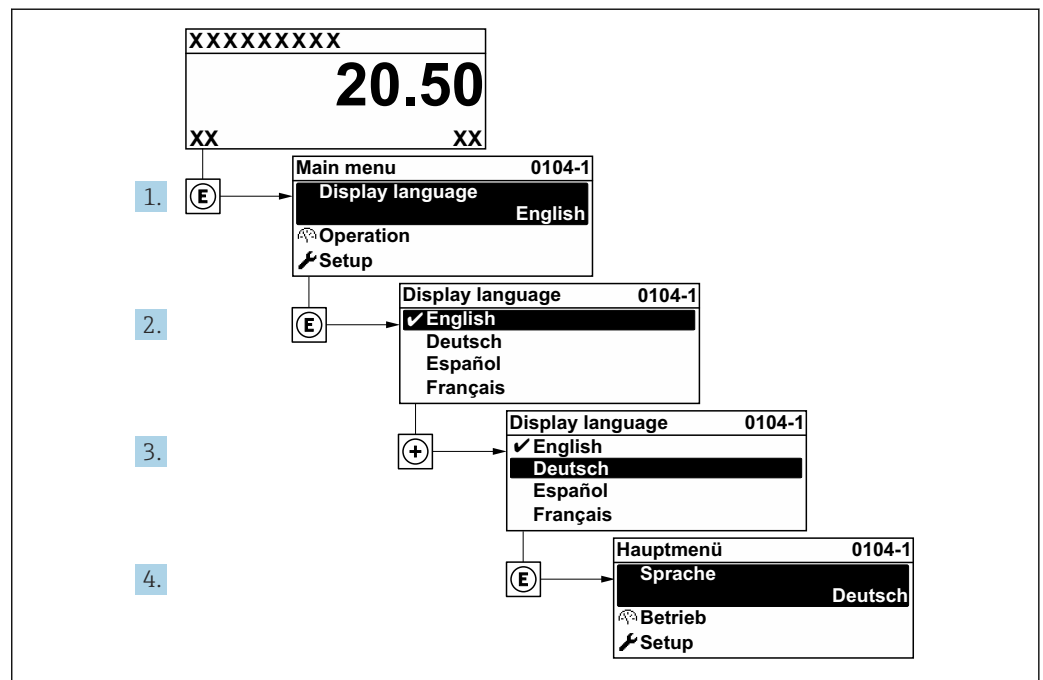 XXXXXXXXX
20.50
XX XX
1. E
Main menu 0104-1
Display language
English
Operation
Setup
2. E
Display language 0104-1
✔English
Deutsch
Español
Français
3. +
Display language 0104-1
✔English
Deutsch
Español
Français
4. E
Hauptmenü 0104-1
Sprache
Deutsch
Betrieb
Setup